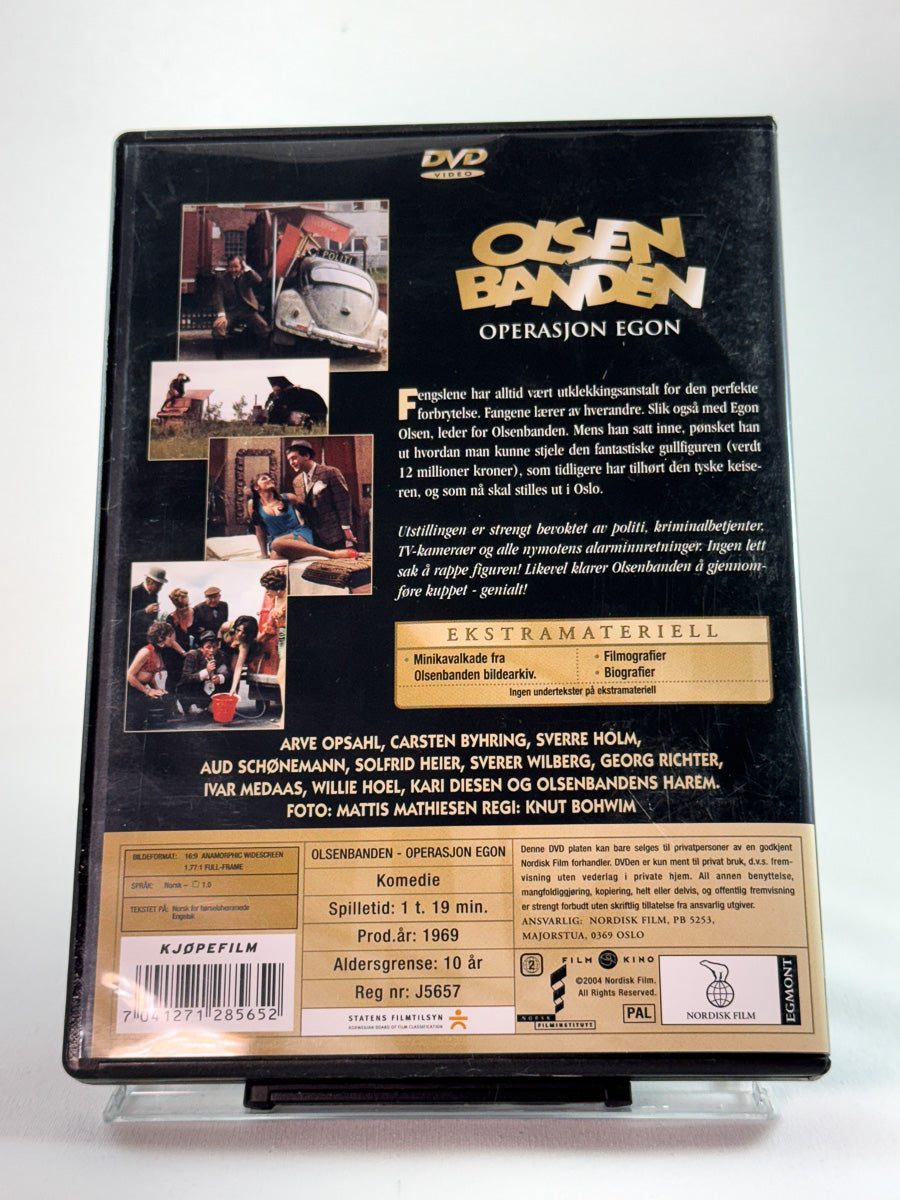 DVD
VIDEO
POLITI
OLSEN
BANDEN
OPERASJON EGON
Fengslene har alltid vært utklekkingsanstalt for den perfekte
forbrytelse. Fangene lærer av hverandre. Slik også med Egon
Olsen, leder for Olsenbanden. Mens han satt inne, pønsket han
ut hvordan man kunne stjele den fantastiske gullfiguren (verdt
12 millioner kroner), som tidligere har tilhørt den tyske keise-
ren, og som nå skal stilles ut i Oslo.
Utstillingen er strengt bevoktet av politi, kriminalbetjenter,
TV-kameraer og alle nymotens alarminnretninger. Ingen lett
sak å rappe figuren! Likevel klarer Olsenbanden å gjennom-
føre kuppet - genialt!
EKSTRAMATERIELL
• Minikavalkade fra
Olsenbanden bildearkiv.
• Filmografier
• Biografier
Ingen undertekster på ekstramateriell
ARVE OPSAHL, CARSTEN BYHRING, SVERRE HOLM,
AUD SCHØNEMANN, SOLFRID HEIER, SVERER WILBERG, GEORG RICHTER,
IVAR MEDAAS, WILLIE HOEL, KARI DIESEN OG OLSENBANDENS HAREM.
FOTO: MATTIS MATHIESEN REGI: KNUT BOHWIM
BILDEFORMAT: 16:9 ANAMORPHIC WIDESCREEN
1.77:1 FULL-FRAME
SPRÅK: Norsk – 1.0
TEKSTET PÅ: Norsk for hørselshemmede
Engelsk
KJØPEFILM
7 041271 285652
OLSENBANDEN - OPERASJON EGON
Komedie
Spilletid: 1 t. 19 min.
Prod.år: 1969
Aldersgrense: 10 år
Reg nr: J5657
STATENS FILMTILSYN
NORWEGIAN BOARD OF FILM CLASSIFICATION
Denne DVD platen kan bare selges til privatpersoner av en godkjent
Nordisk Film forhandler. DVDen er kun ment til privat bruk, d.v.s. frem-
visning uten vederlag i private hjem. All annen benyttelse,
mangfoldiggjøring, kopiering, helt eller delvis, og offentlig fremvisning
er strengt forbudt uten skriftlig tillatelse fra ansvarlig utgiver.
ANSVARLIG: NORDISK FILM, PB 5253,
MAJORSTUA, 0369 OSLO
2
NORSK
FILMINSTITUTT
FILM KINO
©2004 Nordisk Film.
All Rights Reserved.
PAL
NORDISK FILM
EGMONT